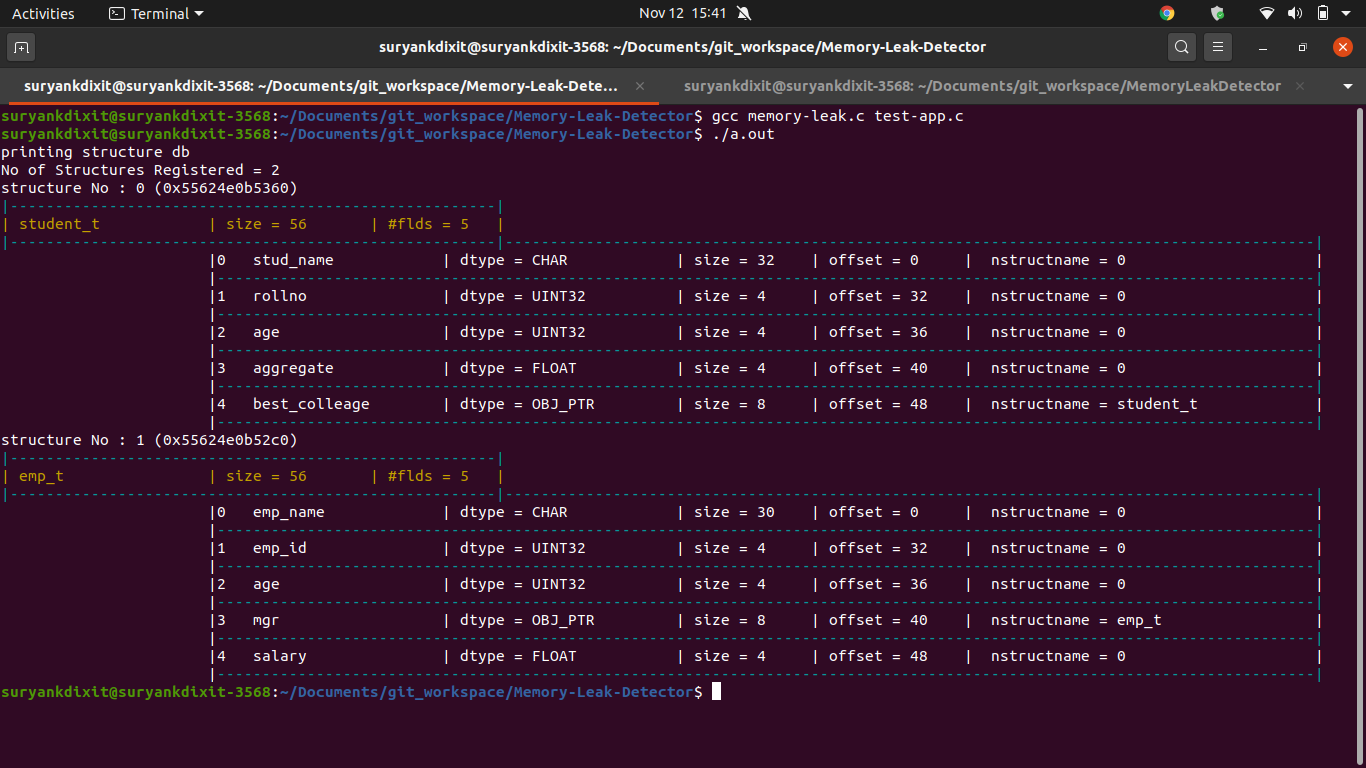 Activities Terminal Nov 12 15:41
suryankdixit@suryankdixit-3568: ~/Documents/git_workspace/Memory-Leak-Detector
suryankdixit@suryankdixit-3568: ~/Documents/git_workspace/Memory-Leak-Dete... suryankdixit@suryankdixit-3568: ~/Documents/git_workspace/MemoryLeakDetector
suryankdixit@suryankdixit-3568:~/Documents/git_workspace/Memory-Leak-Detector$ gcc memory-leak.c test-app.c
suryankdixit@suryankdixit-3568:~/Documents/git_workspace/Memory-Leak-Detector$ ./a.out
printing structure db
No of Structures Registered = 2
structure No : 0 (0x55624e0b5360)
| student_t | size = 56 | #flds = 5 |
|0 stud_name | dtype = CHAR | size = 32 | offset = 0 | nstructname = 0 |
|1 rollno | dtype = UINT32 | size = 4 | offset = 32 | nstructname = 0 |
|2 age | dtype = UINT32 | size = 4 | offset = 36 | nstructname = 0 |
|3 aggregate | dtype = FLOAT | size = 4 | offset = 40 | nstructname = 0 |
|4 best_colleage | dtype = OBJ_PTR | size = 8 | offset = 48 | nstructname = student_t |
structure No : 1 (0x55624e0b52c0)
| emp_t | size = 56 | #flds = 5 |
|0 emp_name | dtype = CHAR | size = 30 | offset = 0 | nstructname = 0 |
|1 emp_id | dtype = UINT32 | size = 4 | offset = 32 | nstructname = 0 |
|2 age | dtype = UINT32 | size = 4 | offset = 36 | nstructname = 0 |
|3 mgr | dtype = OBJ_PTR | size = 8 | offset = 40 | nstructname = emp_t |
|4 salary | dtype = FLOAT | size = 4 | offset = 48 | nstructname = 0 |
suryankdixit@suryankdixit-3568:~/Documents/git_workspace/Memory-Leak-Detector$